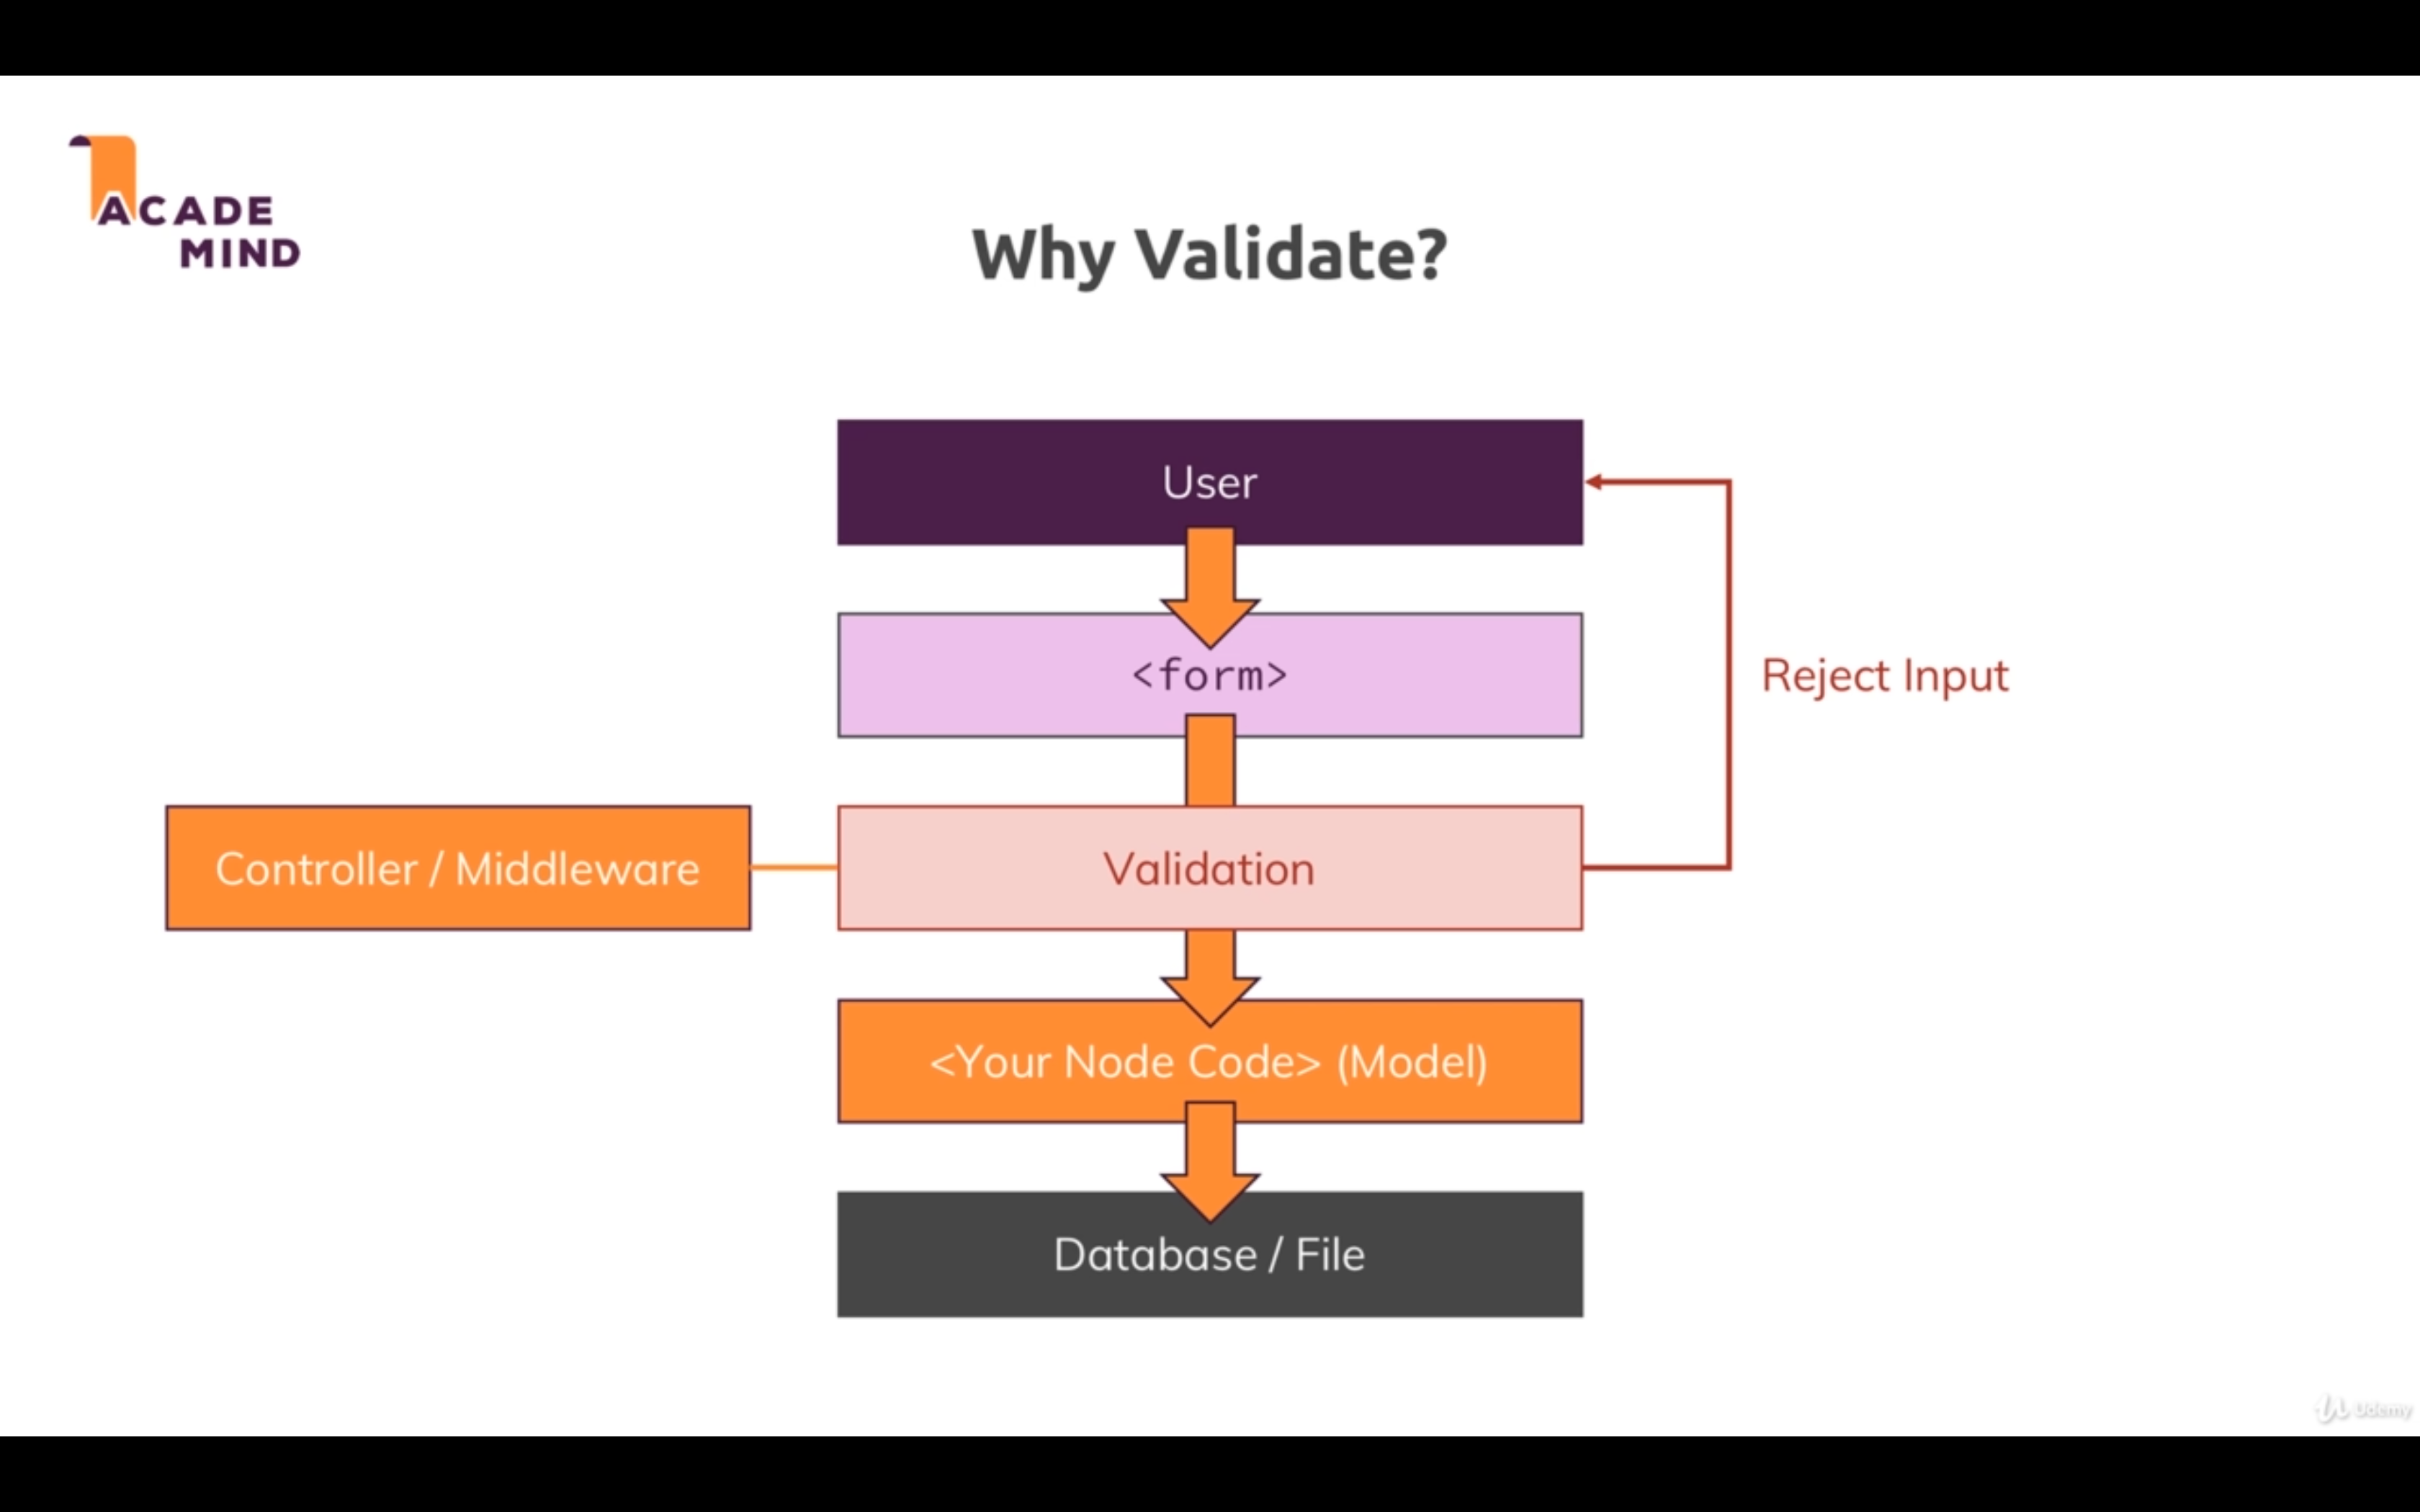 ACADE
MIND
Why Validate?
User
<form>
Reject Input
Controller / Middleware
Validation
<Your Node Code> (Model)
Database / File
Udemy